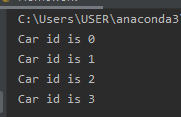 C:\Users\USER\anaconda3
Car id is 0
Car id is 1
Car id is 2
Car id is 3